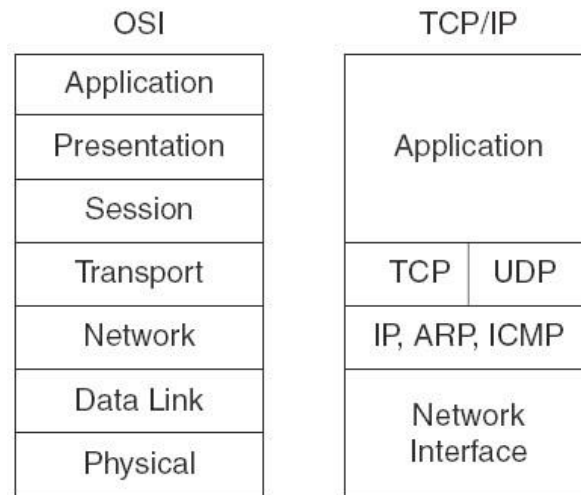 OSI
TCP/IP
Application
Presentation
Session
Transport
Network
Data Link
Physical
Application
TCP
UDP
IP, ARP, ICMP
Network
Interface